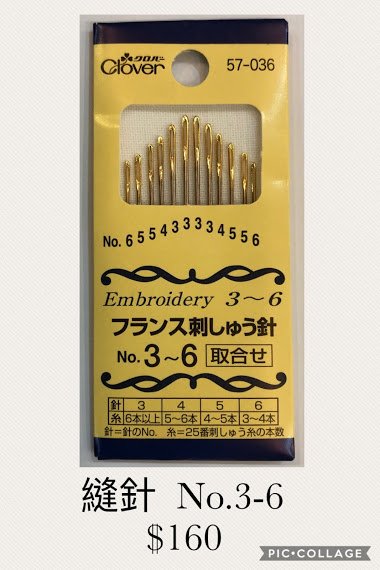 クロバー
Clover
57-036
No. 6 5 5 4 3 3 3 3 4 5 5 6
Embroidery 3～6
フランス刺しゅう針
No. 3～6 取合せ
針 3 4 5 6
糸 6本以上 5～6本 4～5本 3～4本
針＝針のNo. 糸＝25番刺しゅう糸の本数
縫針 No.3-6
$160
PIC•COLLAGE